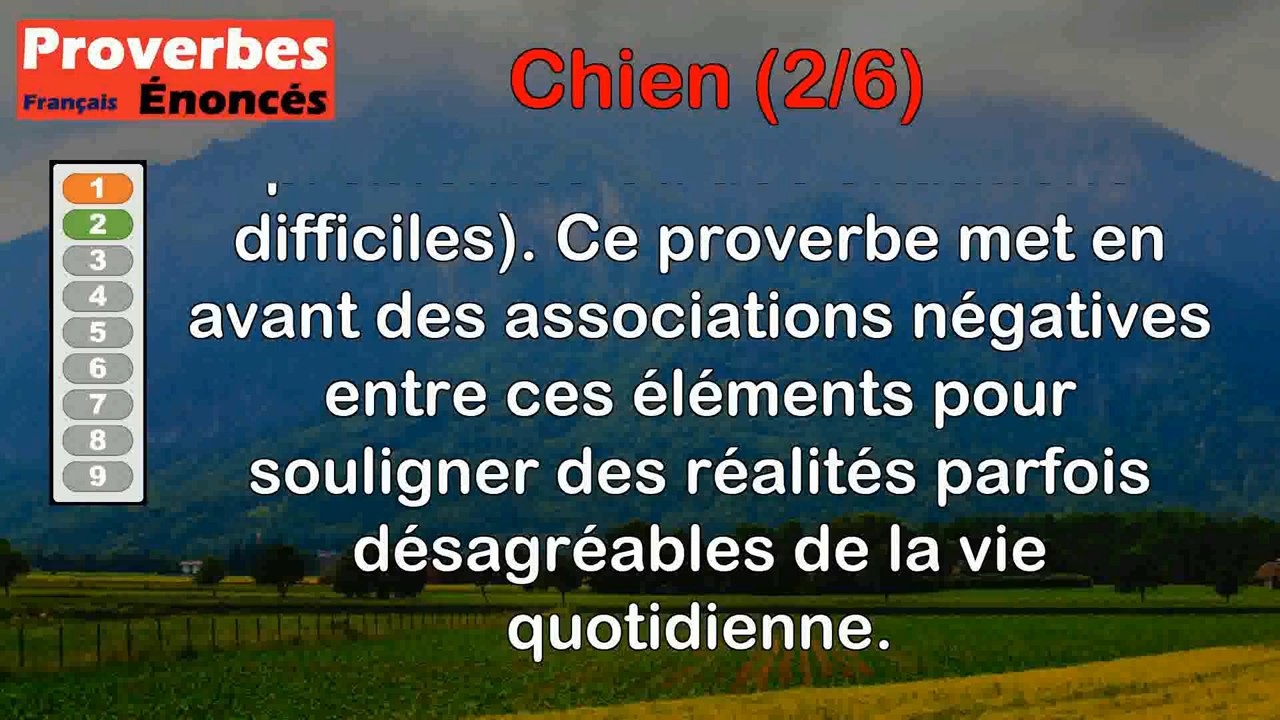 Proverbes
Français Énoncés
Chien (2/6)
1
2
3
4
5
6
7
8
9
difficiles). Ce proverbe met en
avant des associations négatives
entre ces éléments pour
souligner des réalités parfois
désagréables de la vie
quotidienne.